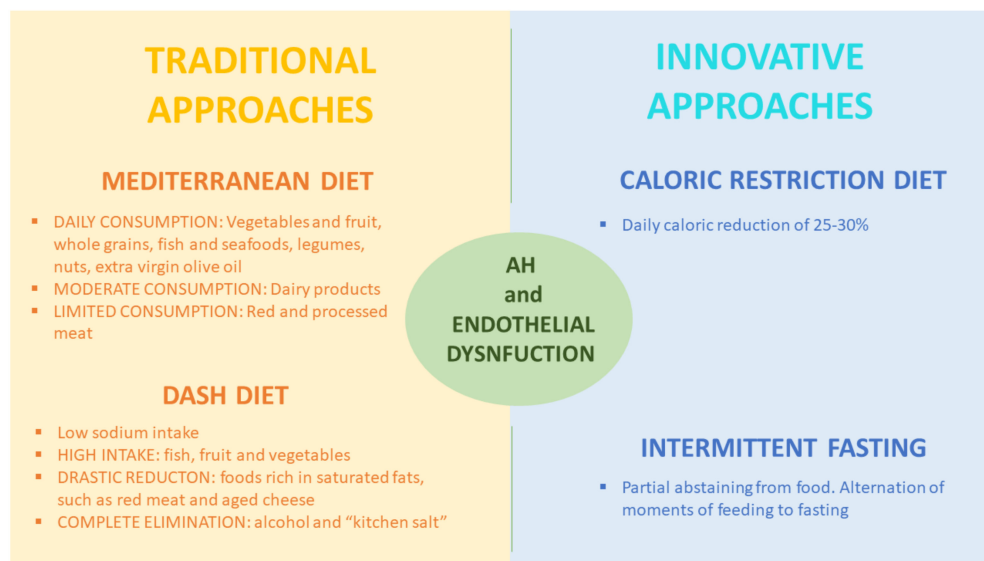 TRADITIONAL
APPROACHES
MEDITERRANEAN DIET
▪ DAILY CONSUMPTION: Vegetables and fruit,
whole grains, fish and seafoods, legumes,
nuts, extra virgin olive oil
▪ MODERATE CONSUMPTION: Dairy products
▪ LIMITED CONSUMPTION: Red and processed
meat
DASH DIET
▪ Low sodium intake
▪ HIGH INTAKE: fish, fruit and vegetables
▪ DRASTIC REDUCTON: foods rich in saturated fats,
such as red meat and aged cheese
▪ COMPLETE ELIMINATION: alcohol and “kitchen salt”
AH
and
ENDOTHELIAL
DYSNFUCTION
INNOVATIVE
APPROACHES
CALORIC RESTRICTION DIET
▪ Daily caloric reduction of 25-30%
INTERMITTENT FASTING
▪ Partial abstaining from food. Alternation of
moments of feeding to fasting